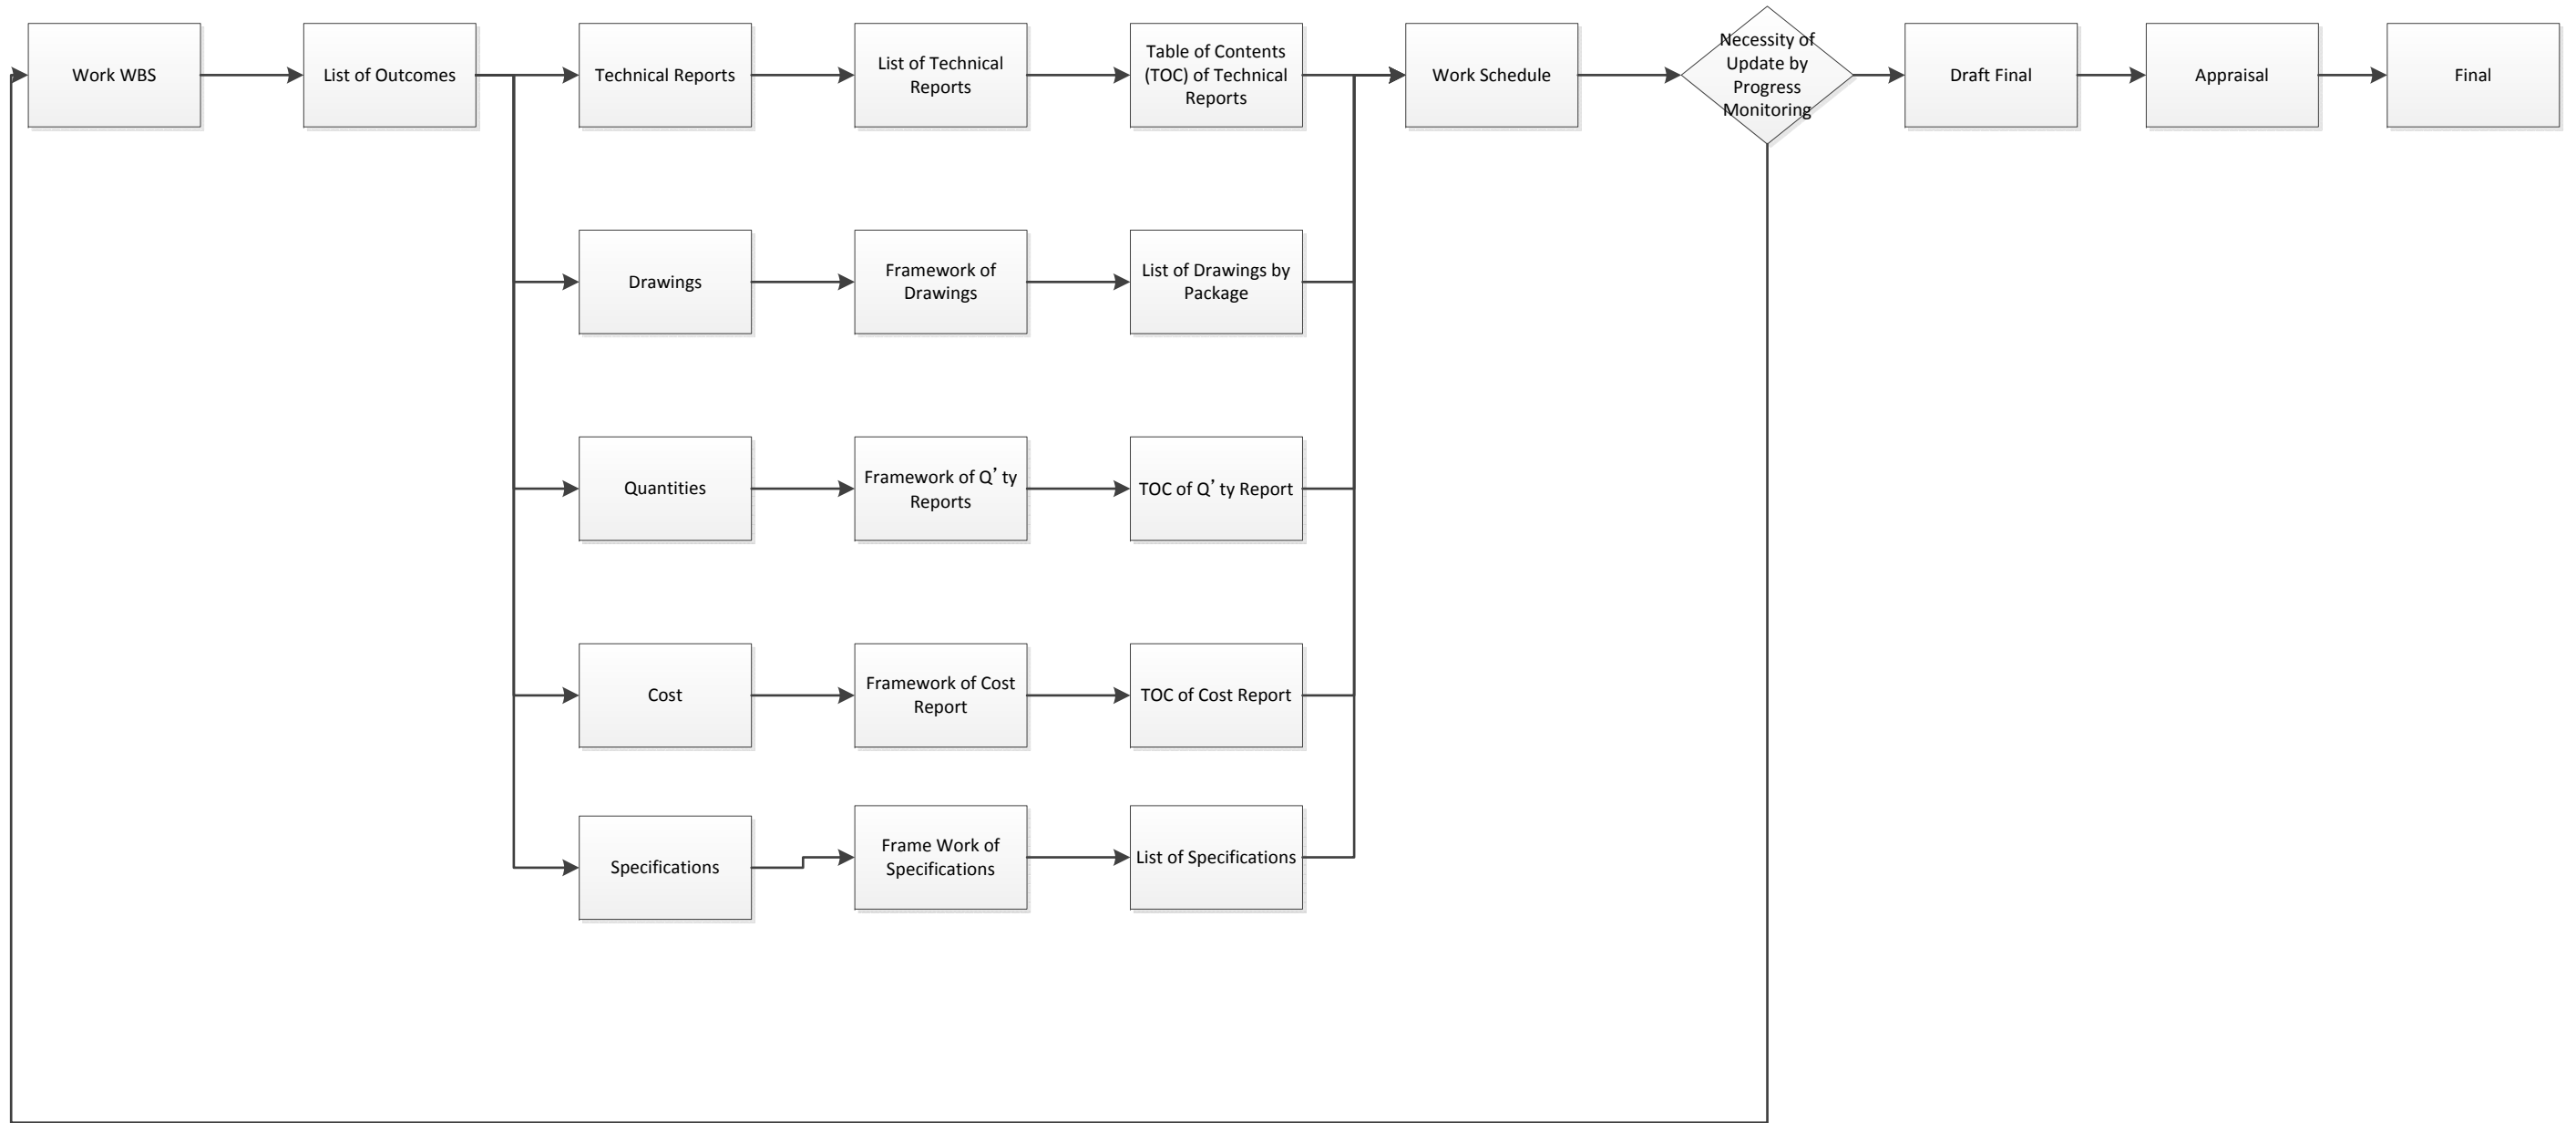 Work WBS
List of Outcomes
Technical Reports
List of Technical
Reports
Table of Contents
(TOC) of Technical
Reports
Work Schedule
Necessity of
Update by
Progress
Monitoring
Draft Final
Appraisal
Final
Drawings
Framework of
Drawings
List of Drawings by
Package
Quantities
Framework of Q’ty
Reports
TOC of Q’ty Report
Cost
Framework of Cost
Report
TOC of Cost Report
Specifications
Frame Work of
Specifications
List of Specifications